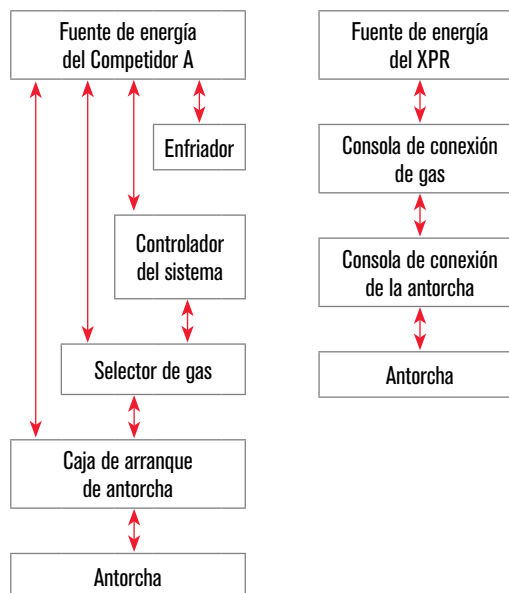 Fuente de energía
del Competidor A
Enfriador
Controlador
del sistema
Selector de gas
Caja de arranque
de antorcha
Antorcha
Fuente de energía
del XPR
Consola de conexión
de gas
Consola de conexión
de la antorcha
Antorcha